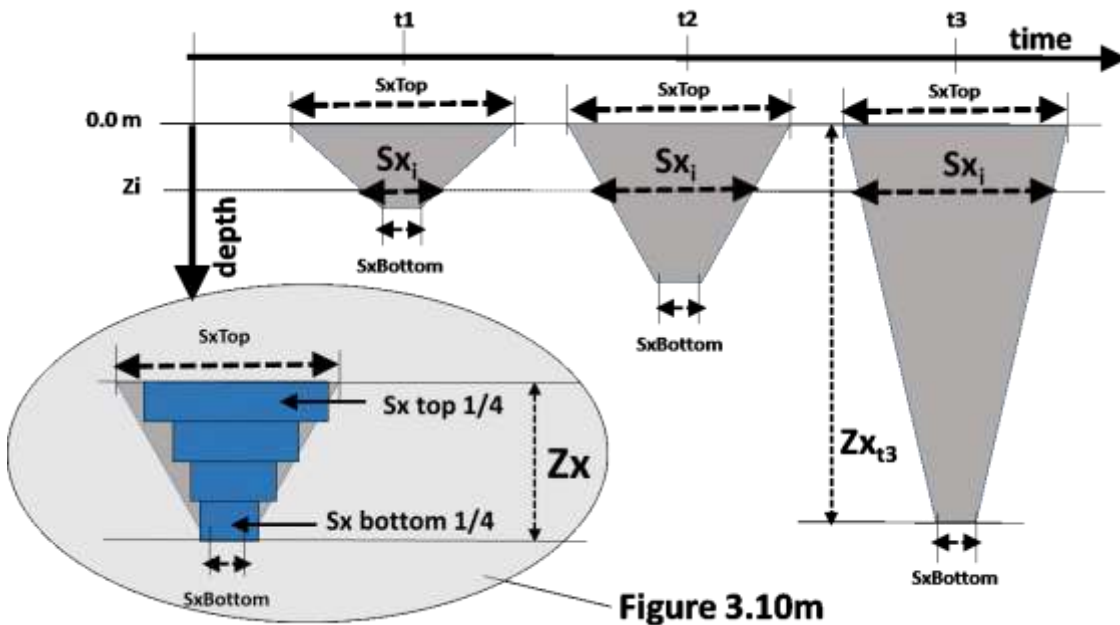 t1
t2
t3
time
SxTop
SxTop
SxTop
0.0 m
Sxi
Sxi
Sxi
Zi
depth
SxBottom
SxBottom
SxTop
Sx top 1/4
Zx
Zxt3
Sx bottom 1/4
SxBottom
SxBottom
Figure 3.10m